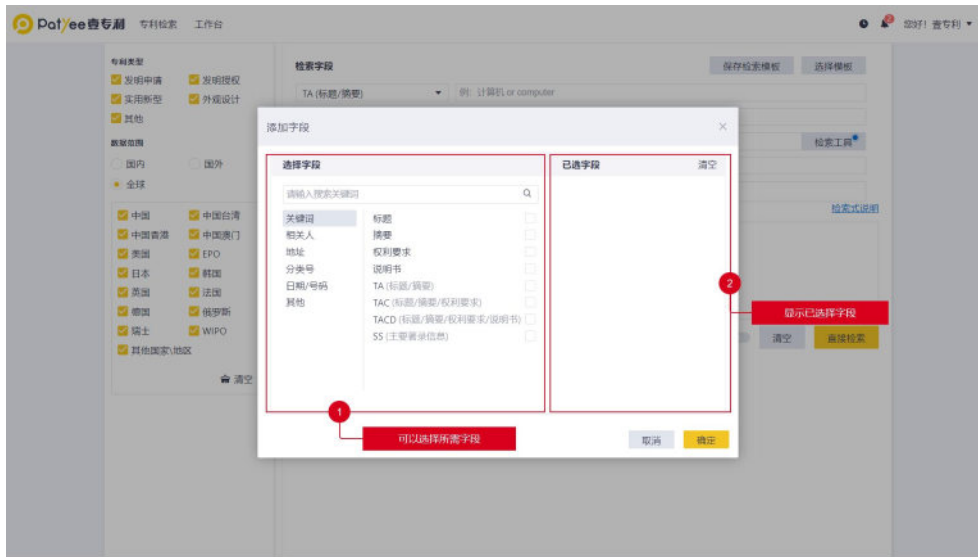 Patyee壹专利 专利检索 工作台
2 您好! 壹专利
专利类型
发明申请 发明授权
实用新型 外观设计
其他
数据范围
国内 国外
全球
中国 中国台湾
中国香港 中国澳门
美国 EPO
日本 韩国
英国 法国
德国 俄罗斯
瑞士 WIPO
其他国家\地区
清空
检索字段 保存检索模板 选择模板
TA (标题/摘要) 例: 计算机 or computer
检索工具
检索式说明
清空 直接检索
添加字段
选择字段
请输入搜索关键词
关键词
相关人
地址
分类号
日期/号码
其他
标题
摘要
权利要求
说明书
TA (标题/摘要)
TAC (标题/摘要/权利要求)
TACD (标题/摘要/权利要求/说明书)
SS (主要著录信息)
已选字段 清空
取消 确定
1
可以选择所需字段
2
显示已选择字段